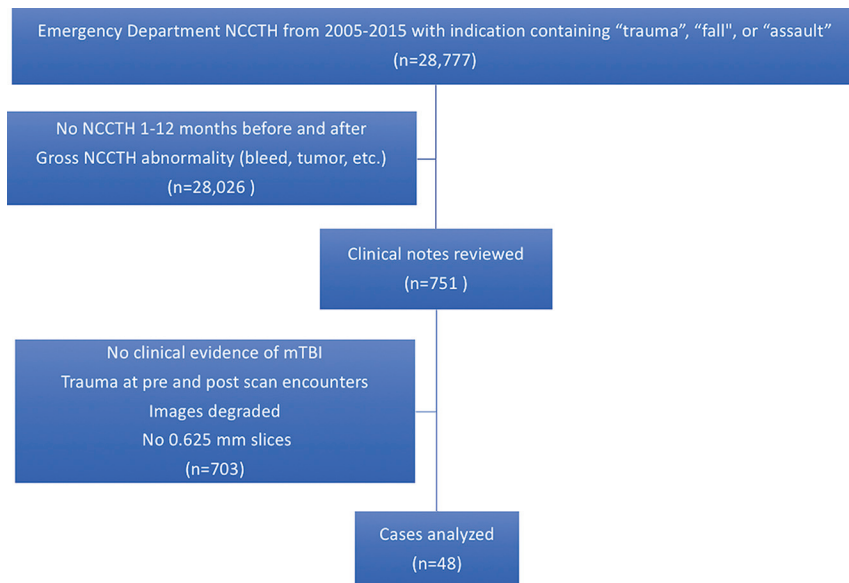 Emergency Department NCCTH from 2005-2015 with indication containing “trauma”, “fall", or “assault”
(n=28,777)
No NCCTH 1-12 months before and after
Gross NCCTH abnormality (bleed, tumor, etc.)
(n=28,026 )
Clinical notes reviewed
(n=751 )
No clinical evidence of mTBI
Trauma at pre and post scan encounters
Images degraded
No 0.625 mm slices
(n=703)
Cases analyzed
(n=48)